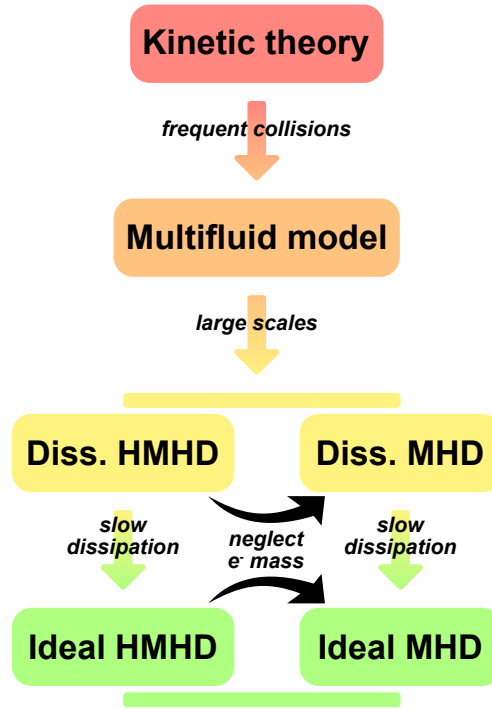 Kinetic theory
frequent collisions
Multifluid model
large scales
Diss. HMHD
Diss. MHD
slow
dissipation
neglect
e⁻ mass
slow
dissipation
Ideal HMHD
Ideal MHD